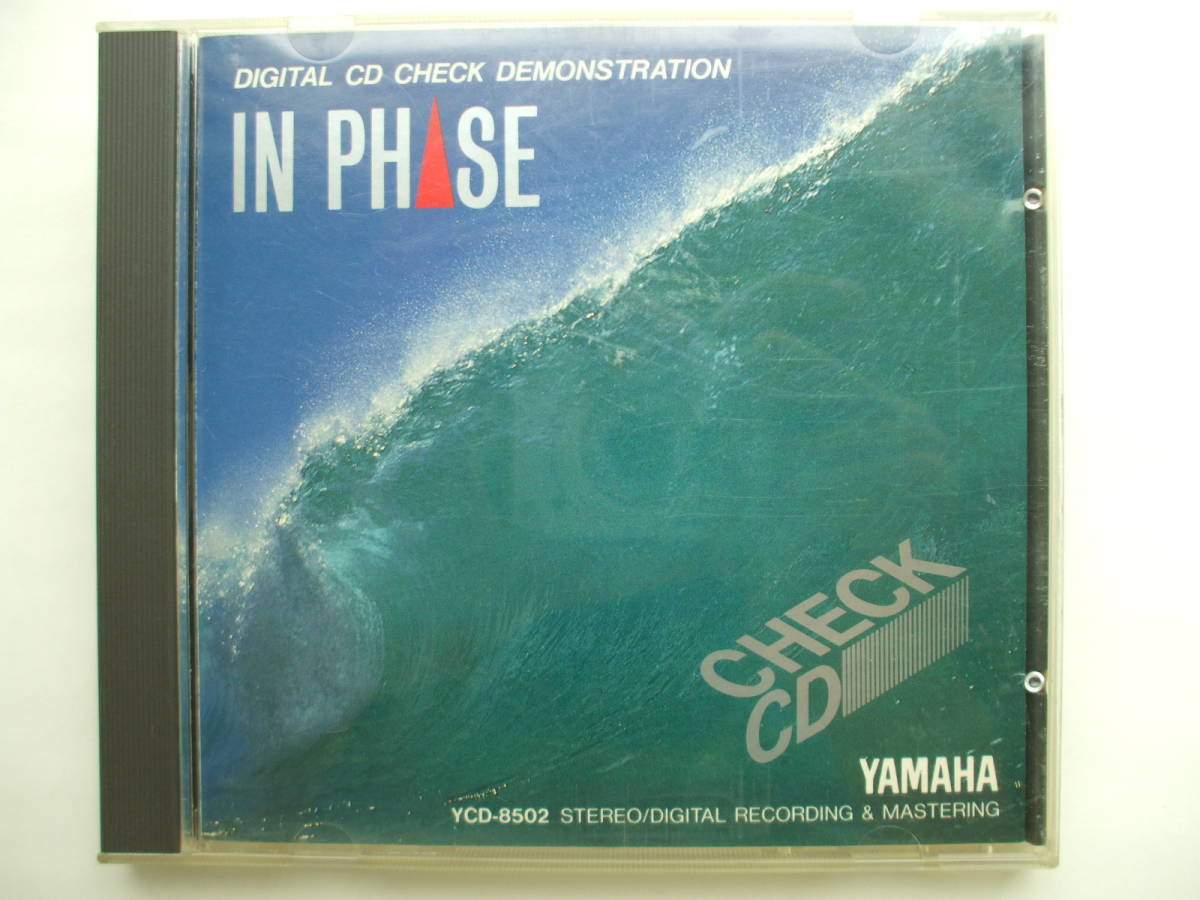 DIGITAL CD CHECK DEMONSTRATION
IN PHASE
CHECK
CD
YAMAHA
YCD-8502 STEREO/DIGITAL RECORDING & MASTERING